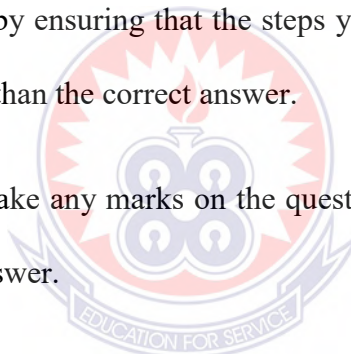 by ensuring that the steps y
than the correct answer.
ake any marks on the quest
swer.
EDUCATION FOR SERVICE